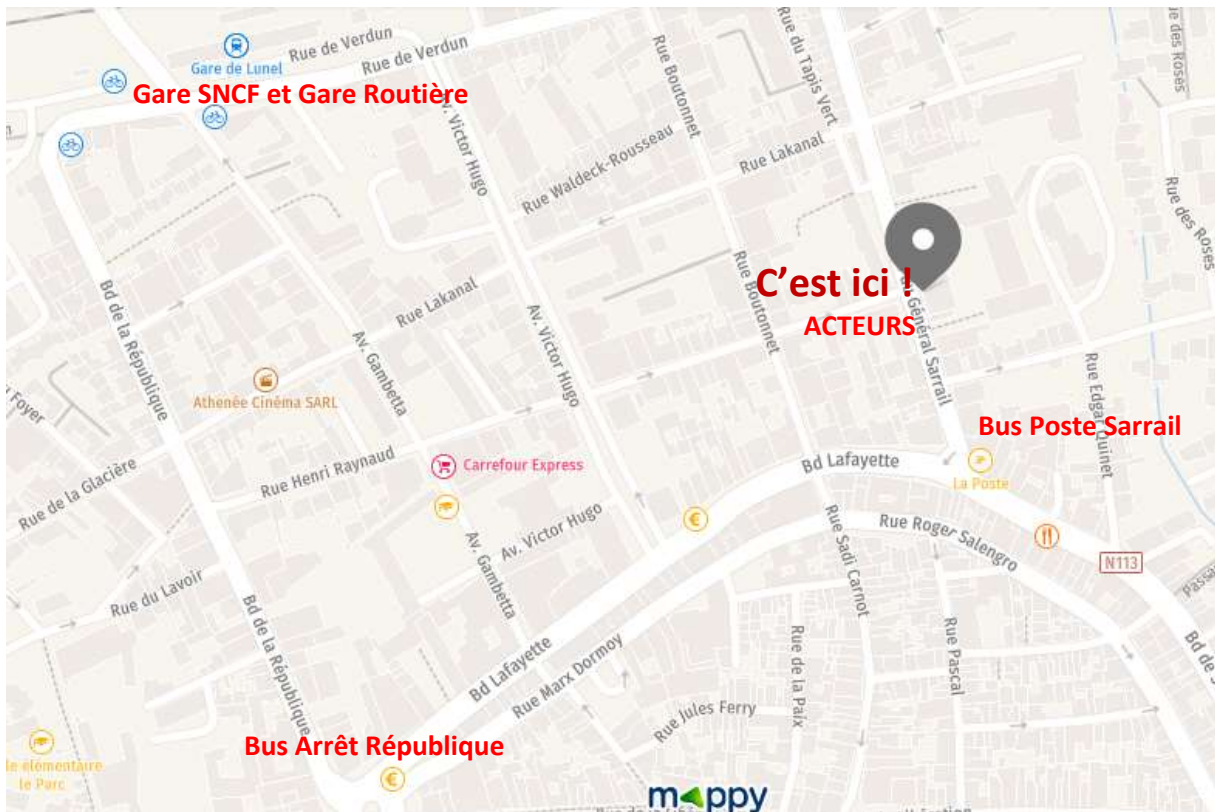 Rue de Verdun
Rue de Verdun
Gare de Lunel
Gare SNCF et Gare Routière
Av. Victor Hugo
Rue Boutonnet
Rue du Tapis Vert
Rue des Roses
Rue Waldeck-Rousseau
Rue Lakanal
Rue des Roses
C’est ici !
ACTEURS
Général Sarrail
Rue Boutonnet
Bd de la République
Rue Lakanal
Av. Victor Hugo
Av. Gambetta
Athenée Cinéma SARL
Foyer
Rue Edgar Quinet
Bus Poste Sarrail
Rue de la Glacière
Rue Henri Raynaud
Carrefour Express
Bd Lafayette
La Poste
Av. Victor Hugo
Av. Gambetta
Rue Sadi Carnot
Rue Roger Salengro
N113
Passa
Rue du Lavoir
Bd de la République
Bd Lafayette
Rue Marx Dormoy
Rue de la Paix
Rue Pascal
Bd de
Rue Jules Ferry
Bus Arrêt République
le élémentaire
le Parc
mappy